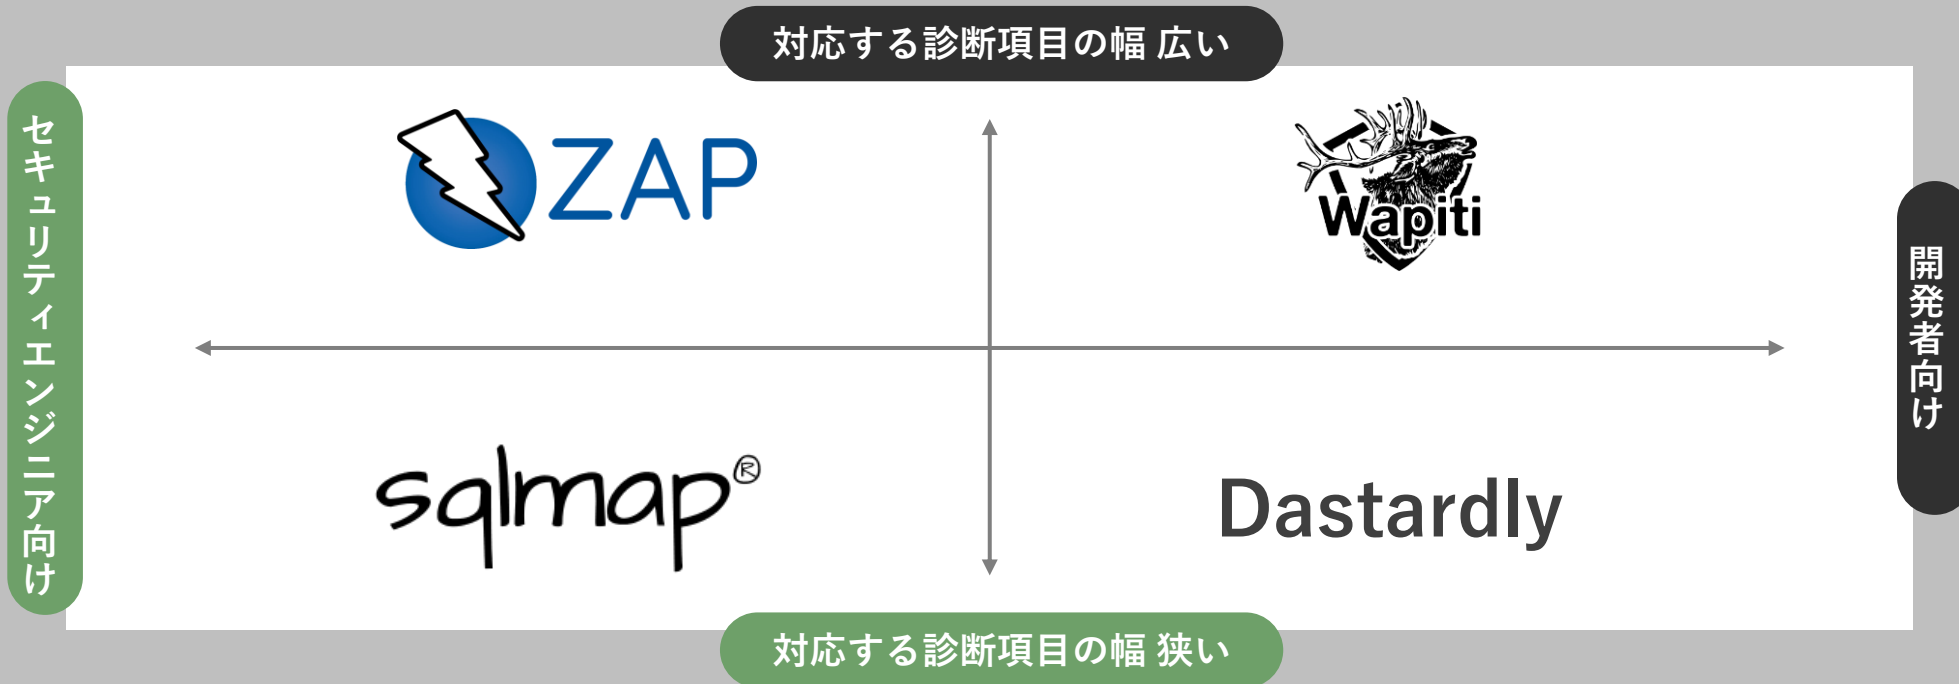 対応する診断項目の幅 広い
セキュリティエンジニア向け
ZAP
Wapiti
開発者向け
sqlmap®
Dastardly
対応する診断項目の幅 狭い